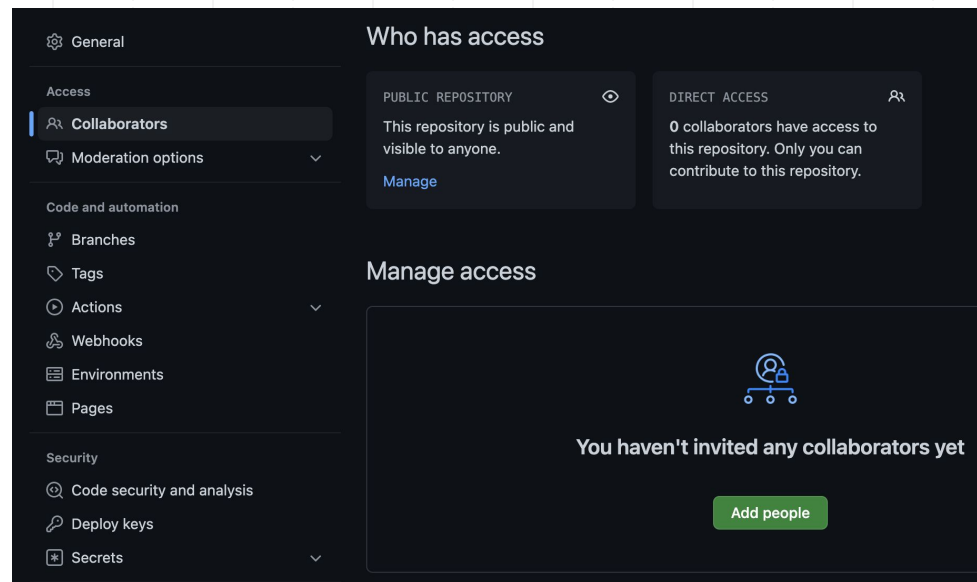 General
Access
Collaborators
Moderation options
Code and automation
Branches
Tags
Actions
Webhooks
Environments
Pages
Security
Code security and analysis
Deploy keys
Secrets
Who has access
PUBLIC REPOSITORY
This repository is public and
visible to anyone.
Manage
DIRECT ACCESS
0 collaborators have access to
this repository. Only you can
contribute to this repository.
Manage access
You haven't invited any collaborators yet
Add people